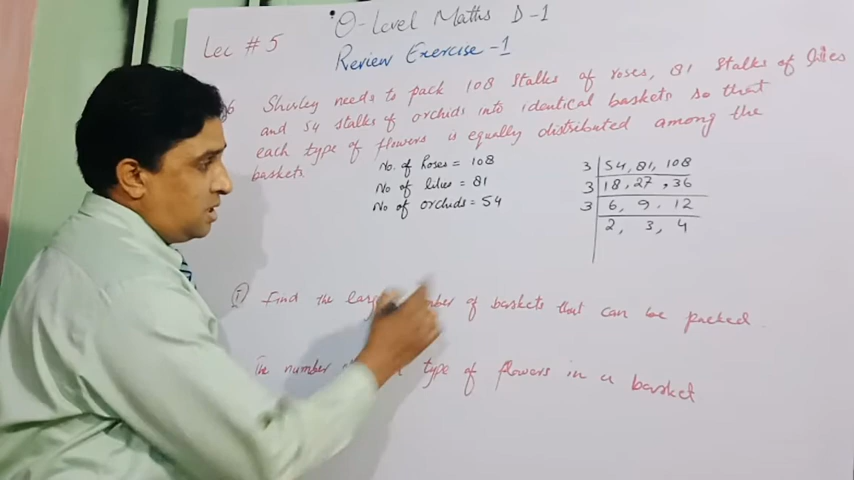 Lec # 5
O-Level Maths D-1
Review Exercise-1
6 Shirley needs to pack 108 stalks of roses, 81 stalks of lilies
and 54 stalks of orchids into identical baskets so that
each type of flowers is equally distributed among the
baskets.
No. of Roses = 108
No of lilies = 81
No of orchids = 54
3 54, 81, 108
3 18, 27, 36
3 6, 9, 12
2, 3, 4
(i) Find the number of baskets that can be packed
The number type of flowers in a basket